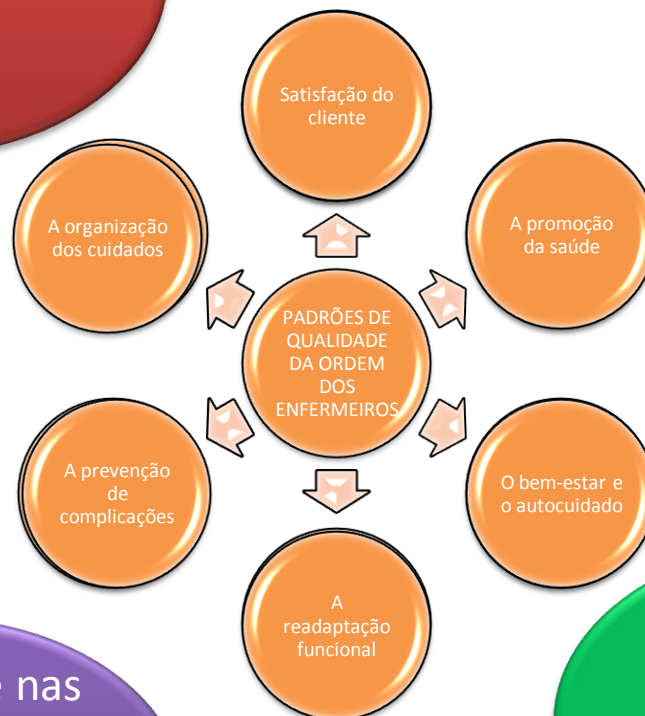 Satisfação do
cliente
A organização
dos cuidados
A promoção
da saúde
PADRÕES DE
QUALIDADE
DA ORDEM
DOS
ENFERMEIROS
A prevenção
de
complicações
O bem-estar e
o autocuidado
A
readaptação
funcional
nas